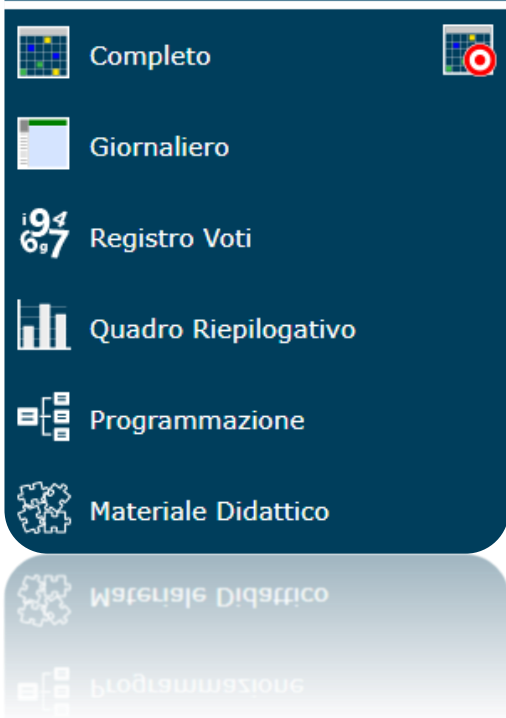 Completo
Giornaliero
Registro Voti
Quadro Riepilogativo
Programmazione
Materiale Didattico